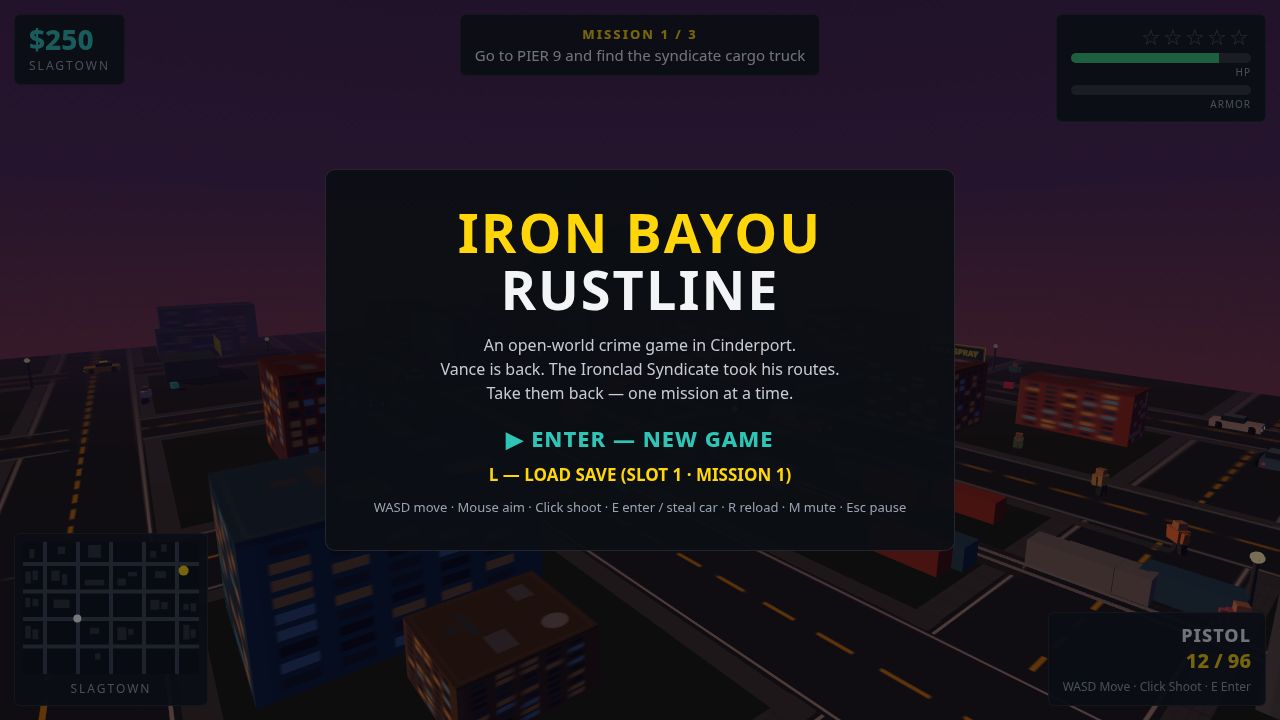 $250
SLAGTOWN
MISSION 1 / 3
Go to PIER 9 and find the syndicate cargo truck
☆☆☆☆☆
HP
ARMOR
IRON BAYOU
RUSTLINE
An open-world crime game in Cinderport.
Vance is back. The Ironclad Syndicate took his routes.
Take them back — one mission at a time.
▶ ENTER — NEW GAME
L — LOAD SAVE (SLOT 1 · MISSION 1)
WASD move · Mouse aim · Click shoot · E enter / steal car · R reload · M mute · Esc pause
SPRAY
SLAGTOWN
PISTOL
12 / 96
WASD Move · Click Shoot · E Enter